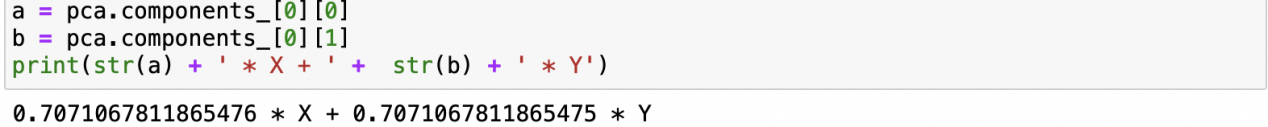 a = pca.components_[0][0]
b = pca.components_[0][1]
print(str(a) + ' * X + ' +  str(b) + ' * Y')
0.7071067811865476 * X + 0.7071067811865475 * Y